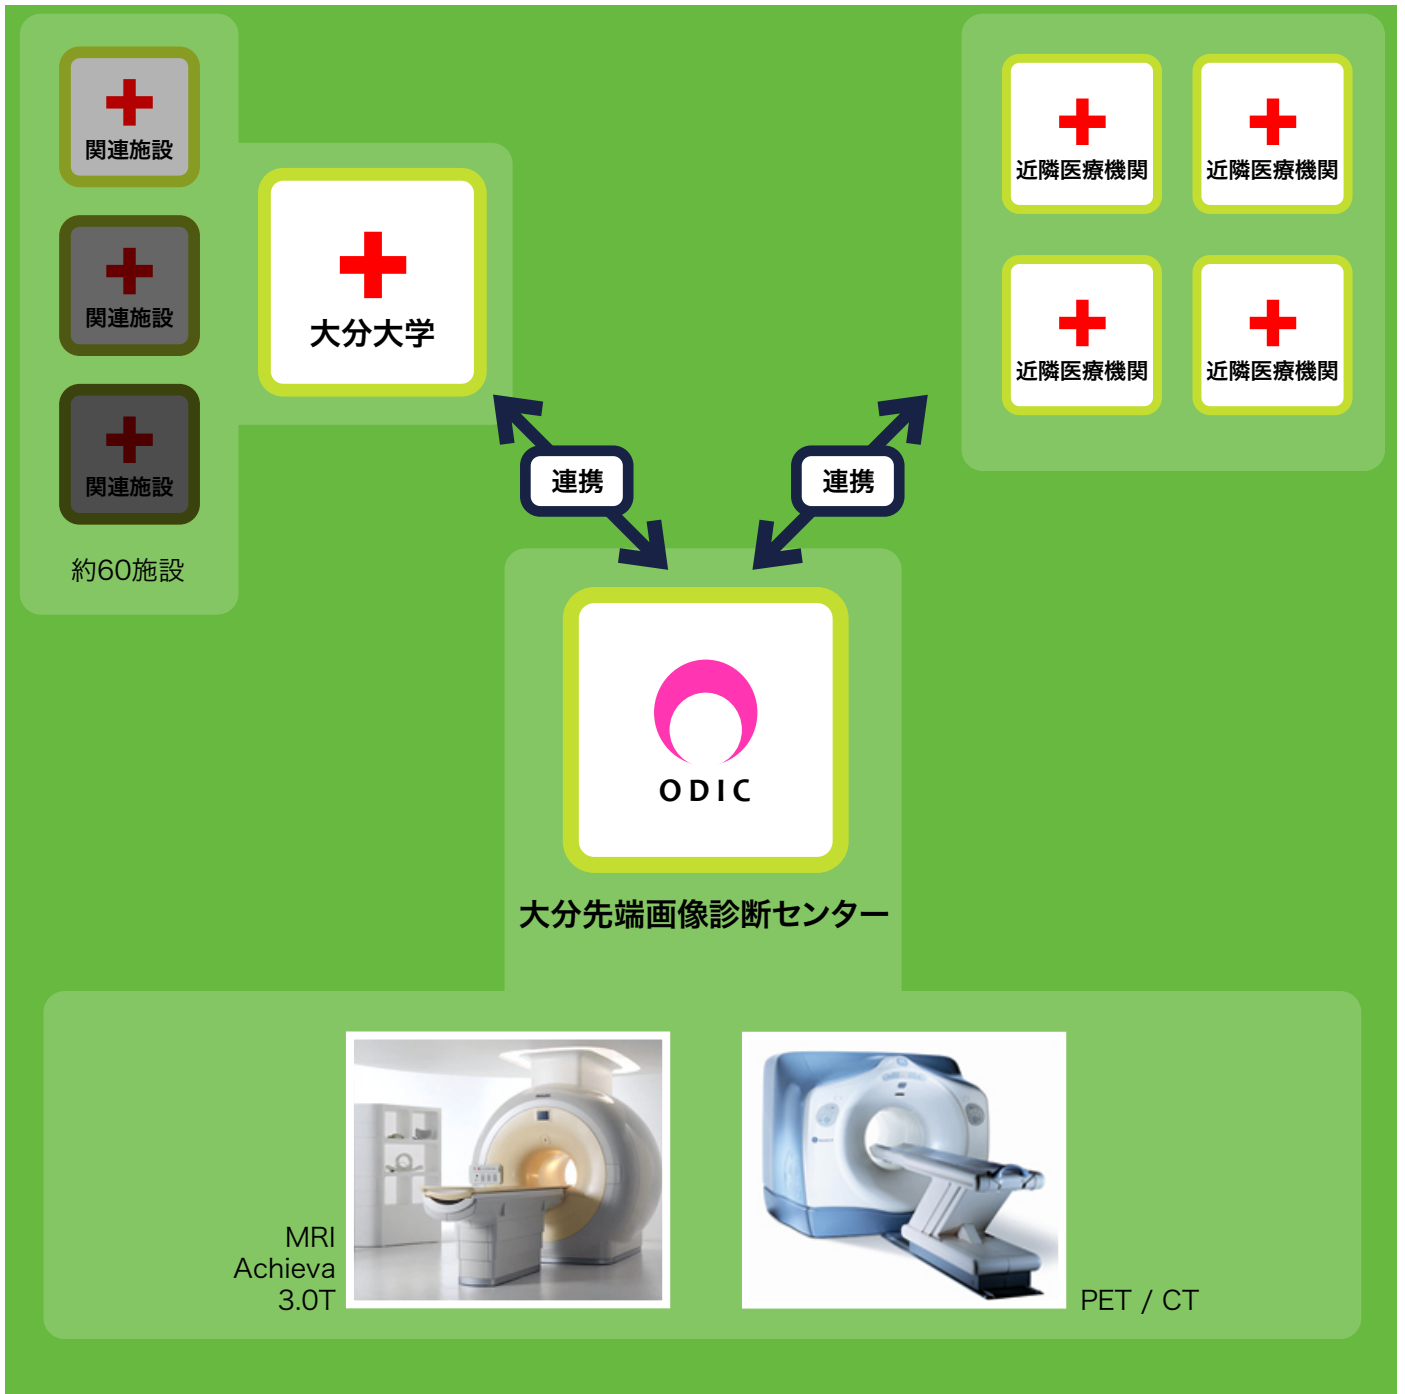 関連施設
関連施設
関連施設
約60施設
大分大学
近隣医療機関
近隣医療機関
近隣医療機関
近隣医療機関
連携
連携
ODIC
大分先端画像診断センター
MRI
Achieva
3.0T
PET / CT